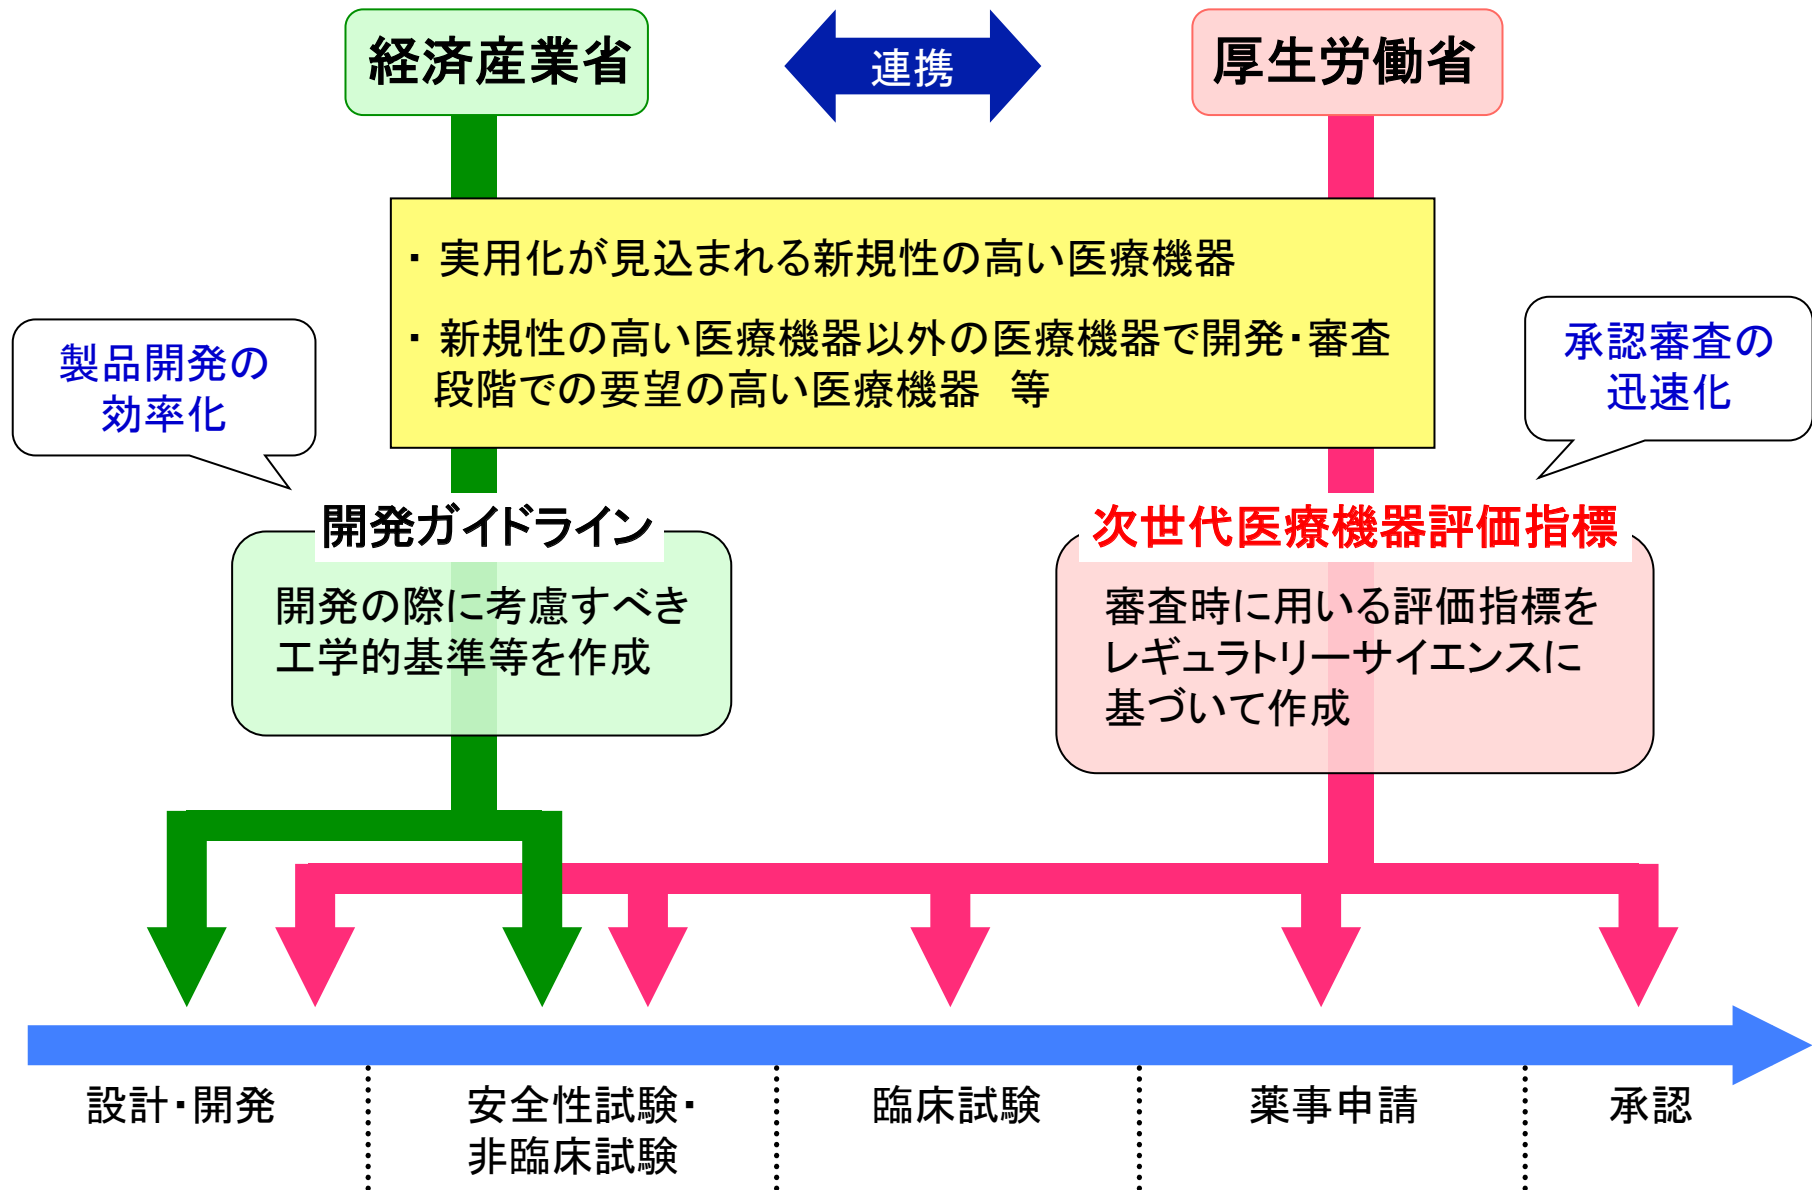 経済産業省
連携
厚生労働省
・ 実用化が見込まれる新規性の高い医療機器
・ 新規性の高い医療機器以外の医療機器で開発・審査
段階での要望の高い医療機器　等
製品開発の
効率化
承認審査の
迅速化
開発ガイドライン
開発の際に考慮すべき
工学的基準等を作成
次世代医療機器評価指標
審査時に用いる評価指標を
レギュラトリーサイエンスに
基づいて作成
設計・開発
安全性試験・
非臨床試験
臨床試験
薬事申請
承認